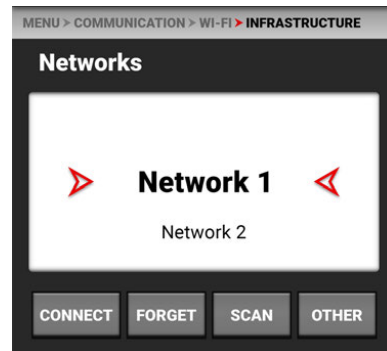 MENU > COMMUNICATION > WI-FI > INFRASTRUCTURE
Networks
Network 1
Network 2
CONNECT FORGET SCAN OTHER